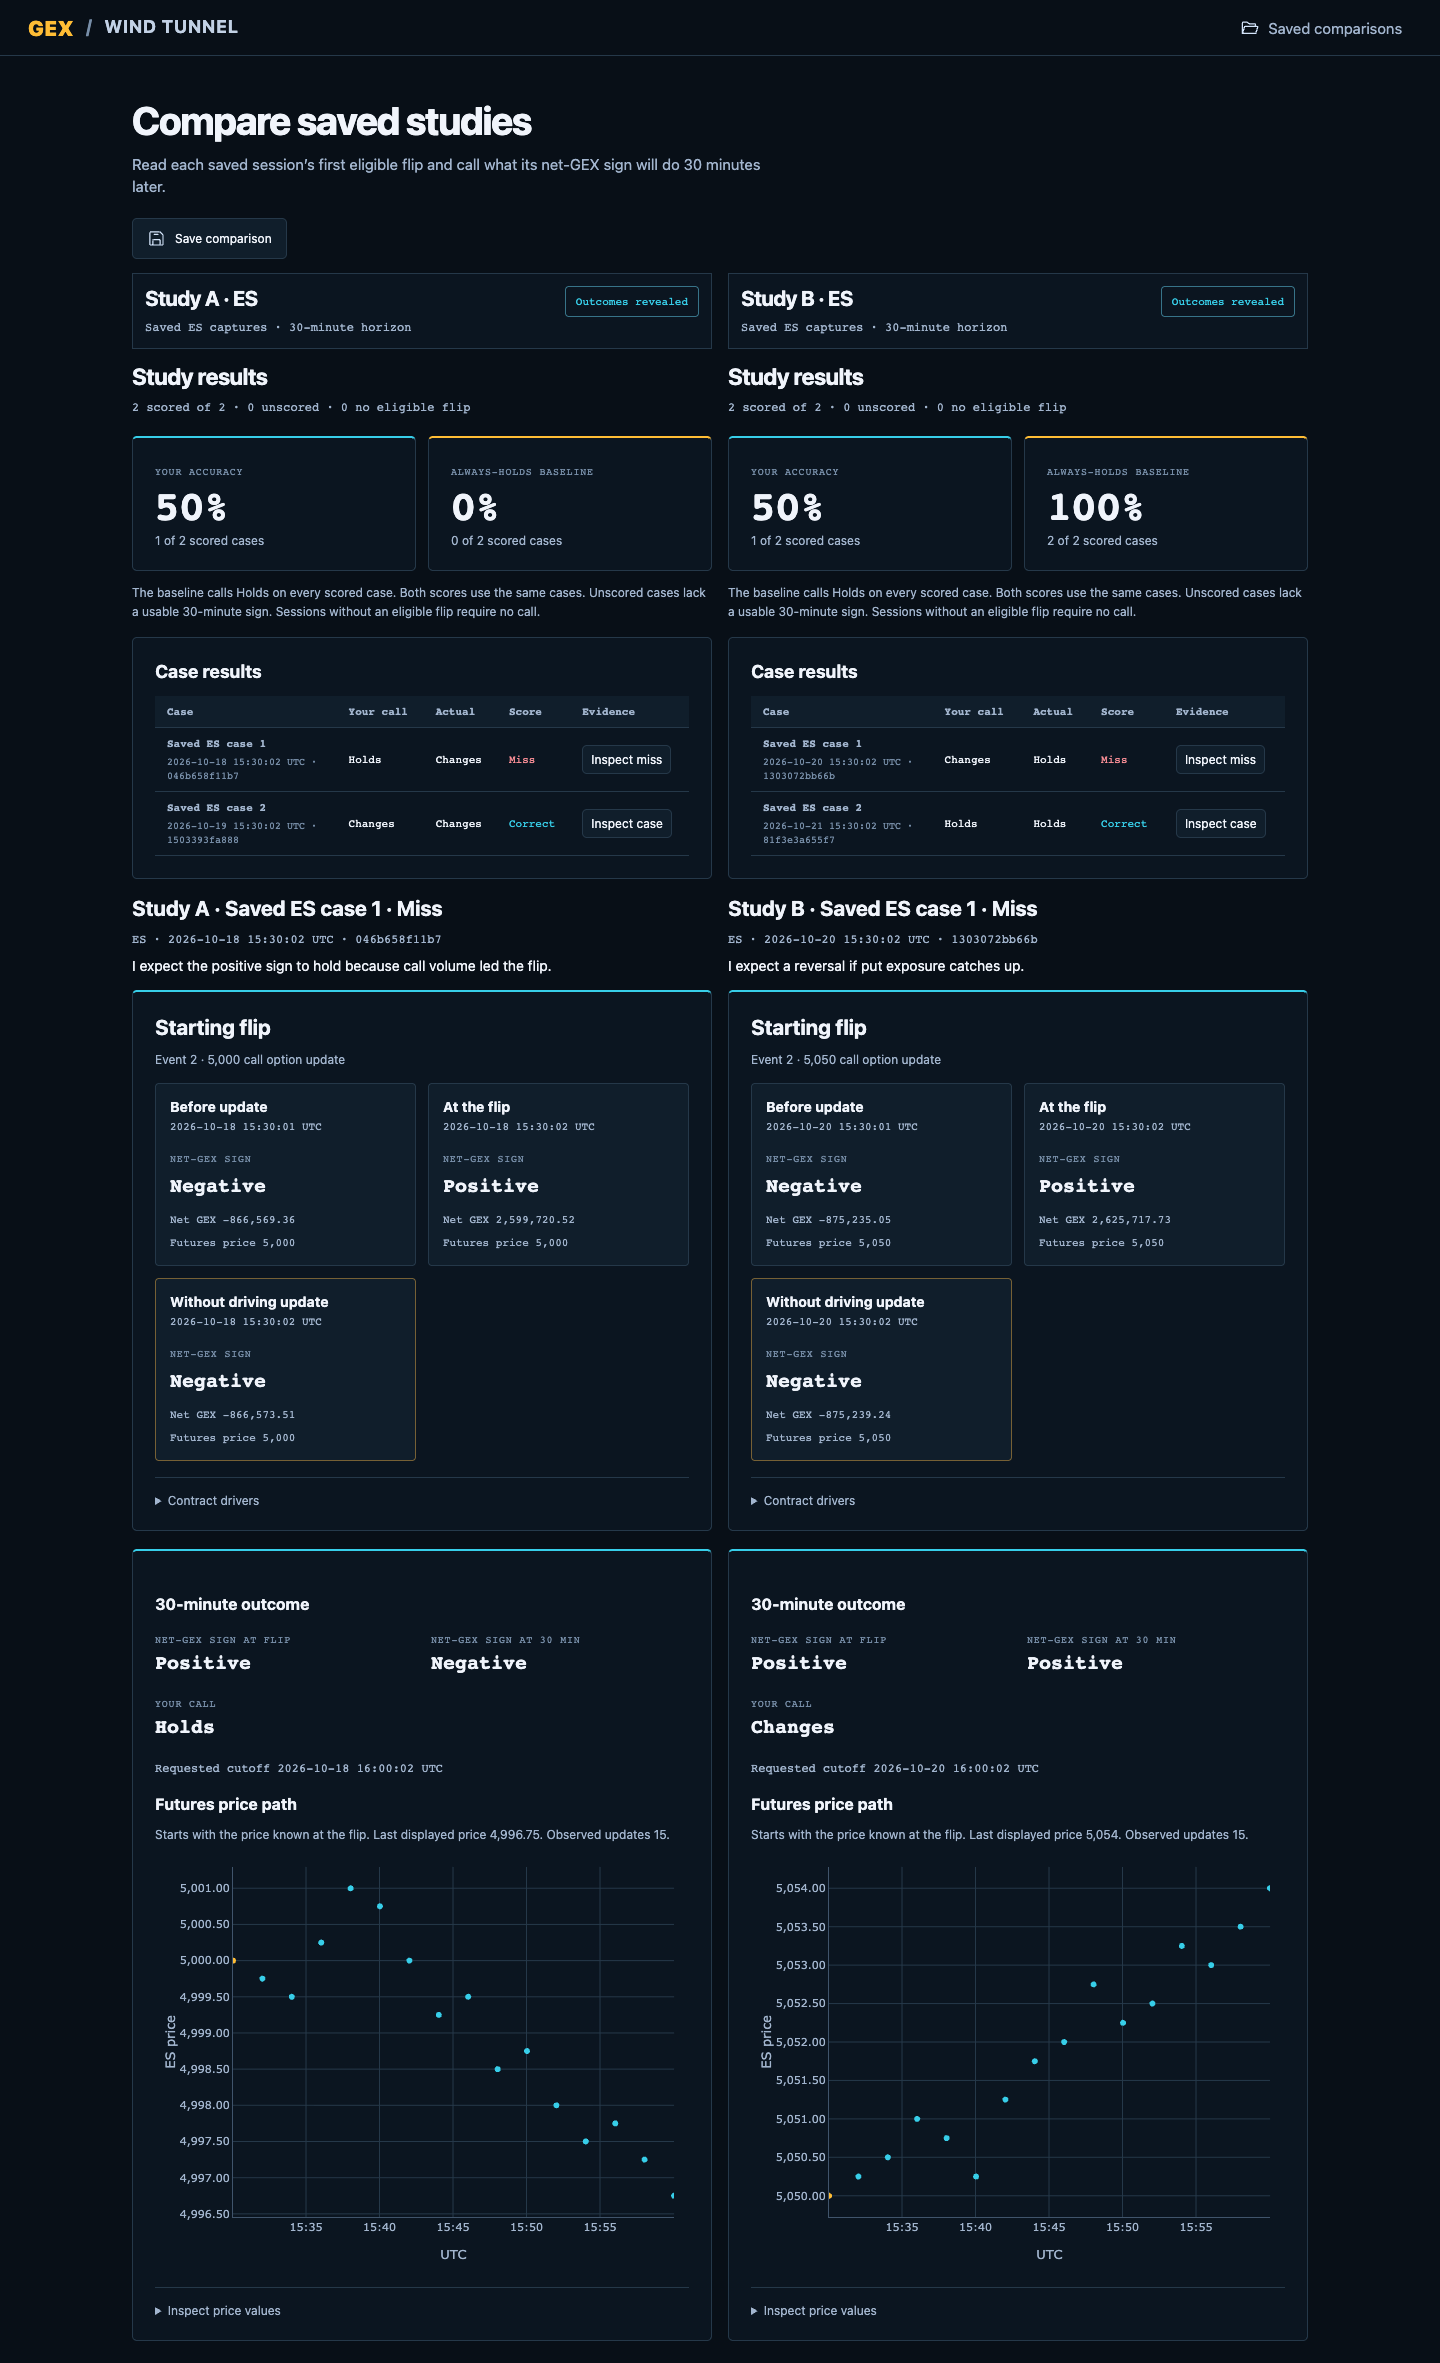 GEX / WIND TUNNEL
Saved comparisons
Compare saved studies
Read each saved session's first eligible flip and call what its net-GEX sign will do 30 minutes
later.
Save comparison
Study A · ES
Outcomes revealed
Saved ES captures · 30-minute horizon
Study results
2 scored of 2 · 0 unscored · 0 no eligible flip
YOUR ACCURACY
50%
1 of 2 scored cases
ALWAYS-HOLDS BASELINE
0%
0 of 2 scored cases
The baseline calls Holds on every scored case. Both scores use the same cases. Unscored cases lack
a usable 30-minute sign. Sessions without an eligible flip require no call.
Case results
Case Your call Actual Score Evidence
Saved ES case 1
2026-10-18 15:30:02 UTC ·
046b658f11b7
Holds Changes Miss Inspect miss
Saved ES case 2
2026-10-19 15:30:02 UTC ·
1503393fa888
Changes Changes Correct Inspect case
Study A · Saved ES case 1 · Miss
ES · 2026-10-18 15:30:02 UTC · 046b658f11b7
I expect the positive sign to hold because call volume led the flip.
Starting flip
Event 2 · 5,000 call option update
Before update
2026-10-18 15:30:01 UTC
NET-GEX SIGN
Negative
Net GEX -866,569.36
Futures price 5,000
At the flip
2026-10-18 15:30:02 UTC
NET-GEX SIGN
Positive
Net GEX 2,599,720.52
Futures price 5,000
Without driving update
2026-10-18 15:30:02 UTC
NET-GEX SIGN
Negative
Net GEX -866,573.51
Futures price 5,000
Contract drivers
30-minute outcome
NET-GEX SIGN AT FLIP
Positive
NET-GEX SIGN AT 30 MIN
Negative
YOUR CALL
Holds
Requested cutoff 2026-10-18 16:00:02 UTC
Futures price path
Starts with the price known at the flip. Last displayed price 4,996.75. Observed updates 15.
5,001.00
5,000.50
5,000.00
4,999.50
4,999.00
4,998.50
4,998.00
4,997.50
4,997.00
4,996.50
ES price
15:35 15:40 15:45 15:50 15:55
UTC
Inspect price values
Study B · ES
Outcomes revealed
Saved ES captures · 30-minute horizon
Study results
2 scored of 2 · 0 unscored · 0 no eligible flip
YOUR ACCURACY
50%
1 of 2 scored cases
ALWAYS-HOLDS BASELINE
100%
2 of 2 scored cases
The baseline calls Holds on every scored case. Both scores use the same cases. Unscored cases lack
a usable 30-minute sign. Sessions without an eligible flip require no call.
Case results
Case Your call Actual Score Evidence
Saved ES case 1
2026-10-20 15:30:02 UTC ·
1303072bb66b
Changes Holds Miss Inspect miss
Saved ES case 2
2026-10-21 15:30:02 UTC ·
81f3e3a655f7
Holds Holds Correct Inspect case
Study B · Saved ES case 1 · Miss
ES · 2026-10-20 15:30:02 UTC · 1303072bb66b
I expect a reversal if put exposure catches up.
Starting flip
Event 2 · 5,050 call option update
Before update
2026-10-20 15:30:01 UTC
NET-GEX SIGN
Negative
Net GEX -875,235.05
Futures price 5,050
At the flip
2026-10-20 15:30:02 UTC
NET-GEX SIGN
Positive
Net GEX 2,625,717.73
Futures price 5,050
Without driving update
2026-10-20 15:30:02 UTC
NET-GEX SIGN
Negative
Net GEX -875,239.24
Futures price 5,050
Contract drivers
30-minute outcome
NET-GEX SIGN AT FLIP
Positive
NET-GEX SIGN AT 30 MIN
Positive
YOUR CALL
Changes
Requested cutoff 2026-10-20 16:00:02 UTC
Futures price path
Starts with the price known at the flip. Last displayed price 5,054. Observed updates 15.
5,054.00
5,053.50
5,053.00
5,052.50
5,052.00
5,051.50
5,051.00
5,050.50
5,050.00
ES price
15:35 15:40 15:45 15:50 15:55
UTC
Inspect price values